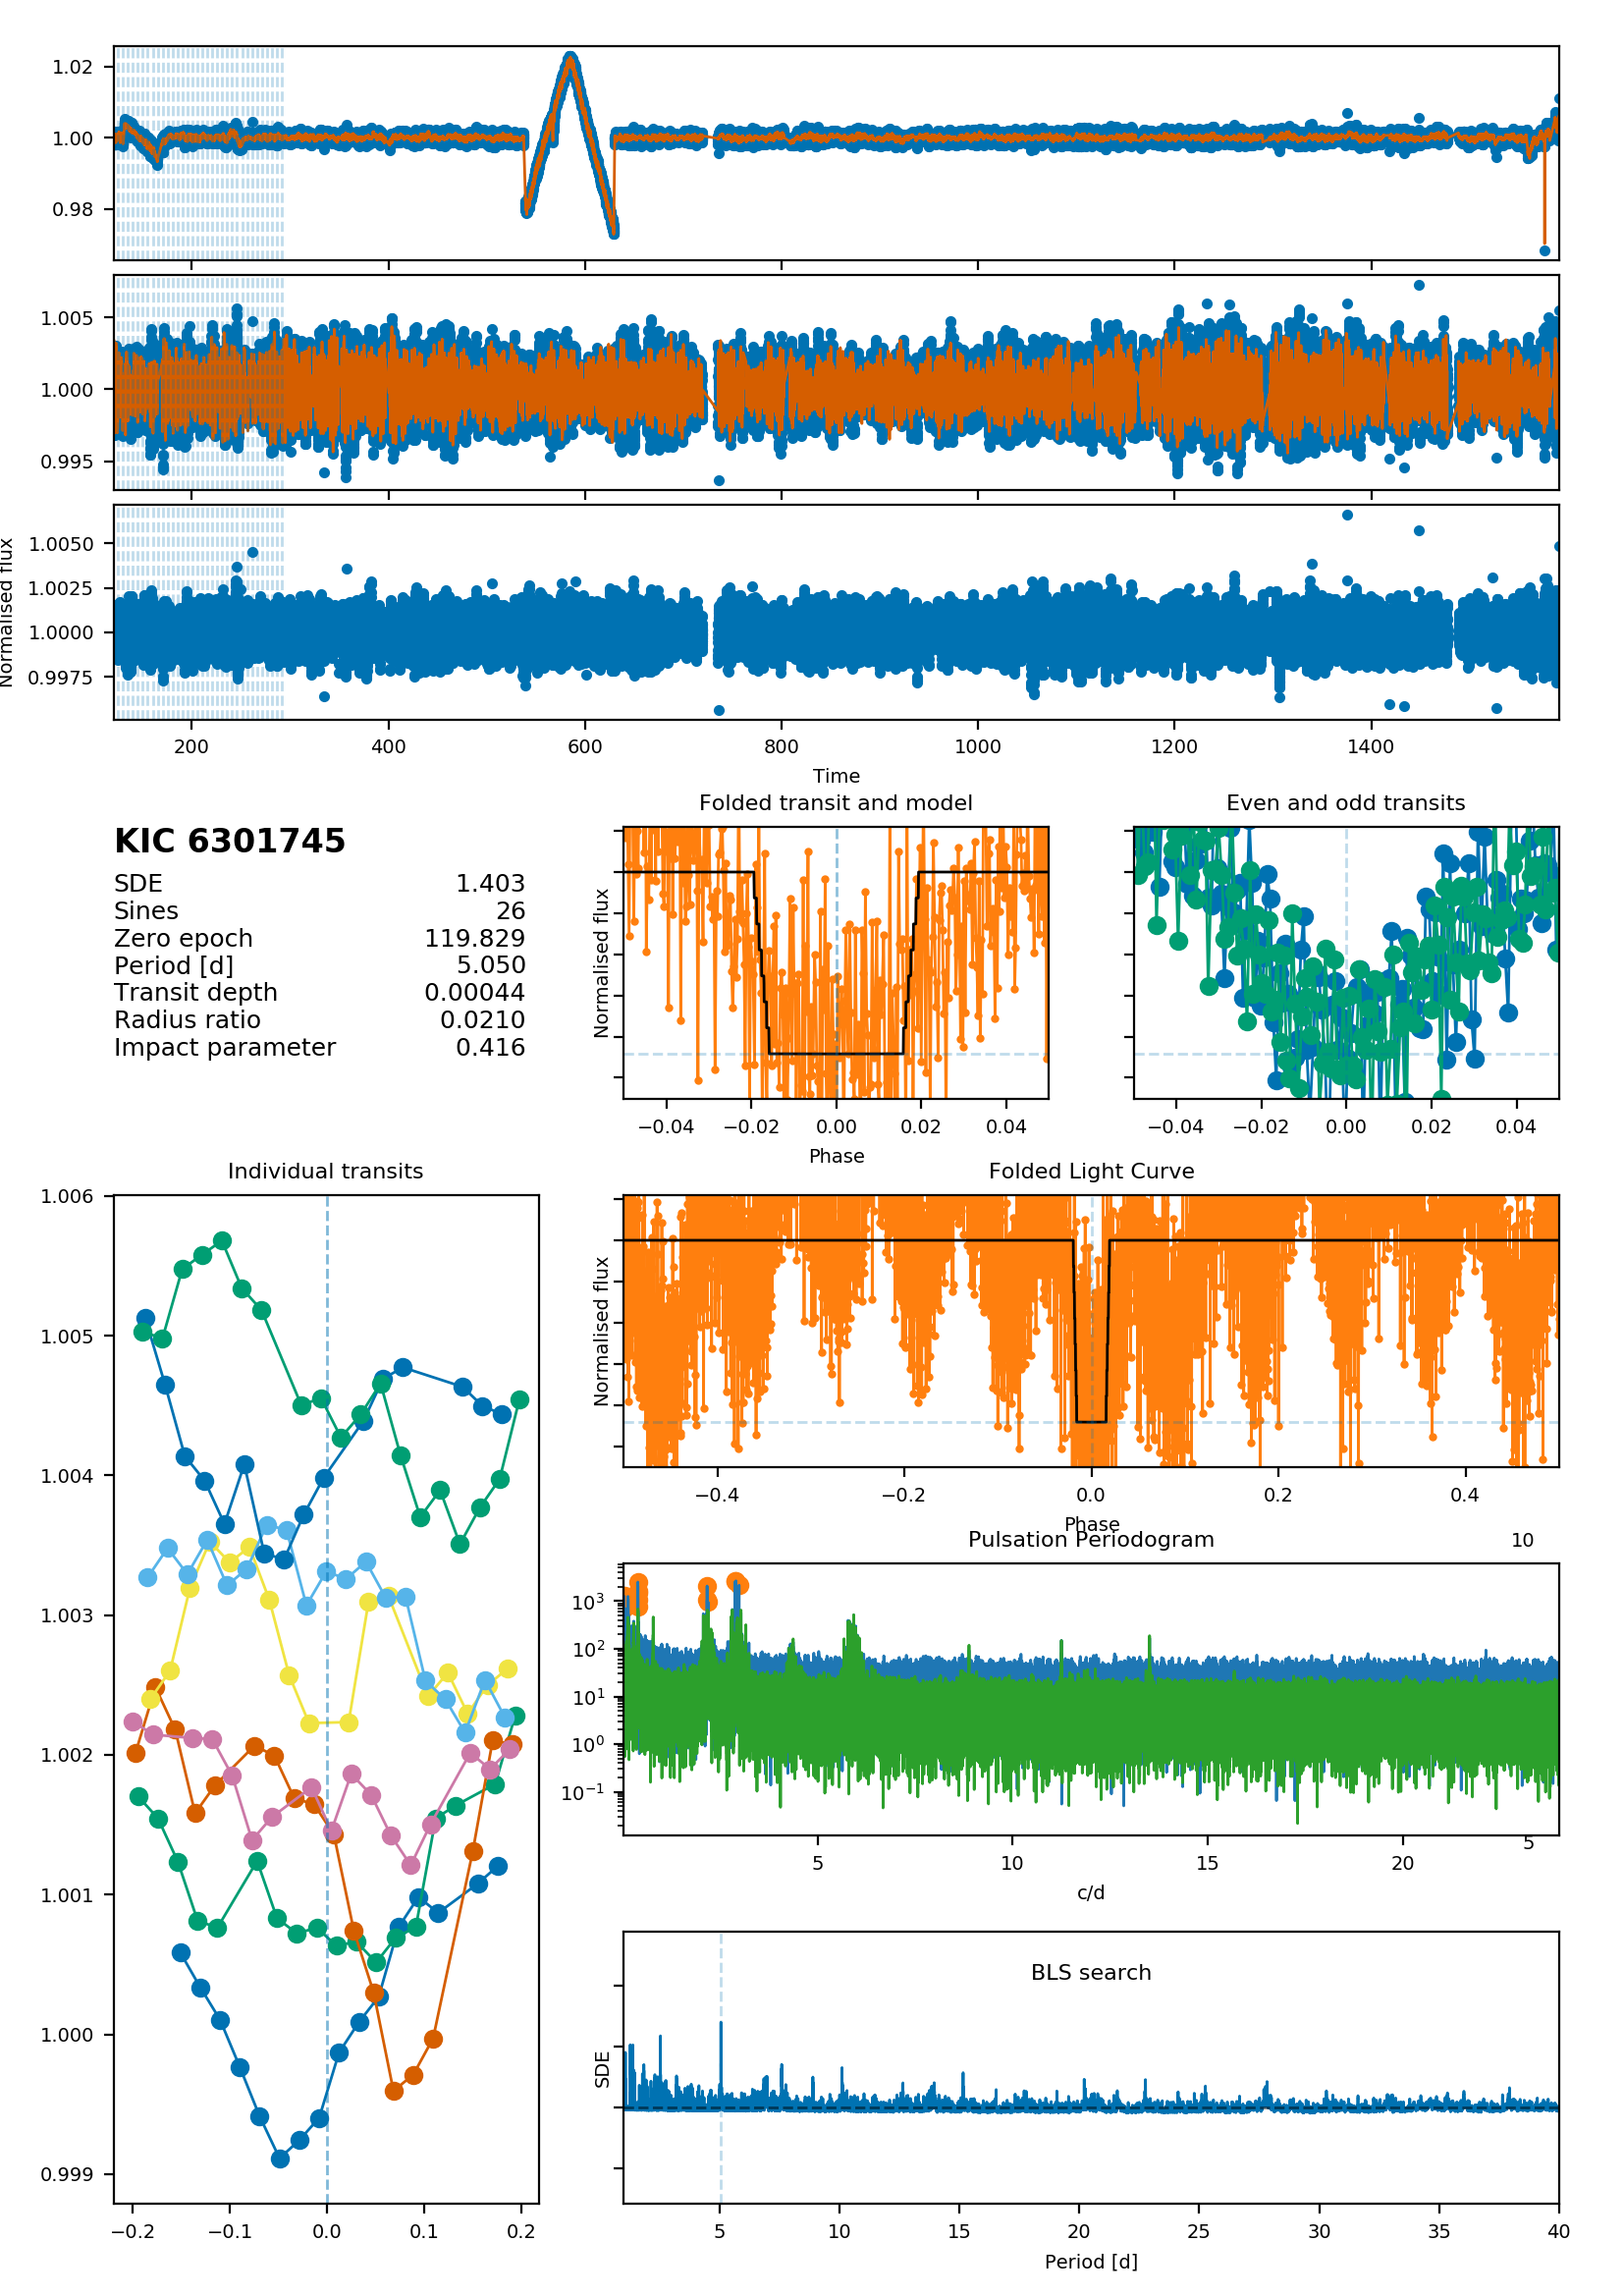 1.02
1.00
0.98
1.005
1.000
0.995
1.0050
1.0025
1.0000
0.9975
Normalised flux
200 400 600 800 1000 1200 1400
Time
KIC 6301745
SDE 1.403
Sines 26
Zero epoch 119.829
Period [d] 5.050
Transit depth 0.00044
Radius ratio 0.0210
Impact parameter 0.416
Folded transit and model
Normalised flux
−0.04 −0.02 0.00 0.02 0.04
Phase
Even and odd transits
−0.04 −0.02 0.00 0.02 0.04
Individual transits
1.006
1.005
1.004
1.003
1.002
1.001
1.000
0.999
−0.2 −0.1 0.0 0.1 0.2
Folded Light Curve
Normalised flux
−0.4 −0.2 0.0 0.2 0.4
Phase
Pulsation Periodogram
10
10³
10²
10¹
10⁰
10⁻¹
5 10 15 20
5
c/d
BLS search
SDE
5 10 15 20 25 30 35 40
Period [d]